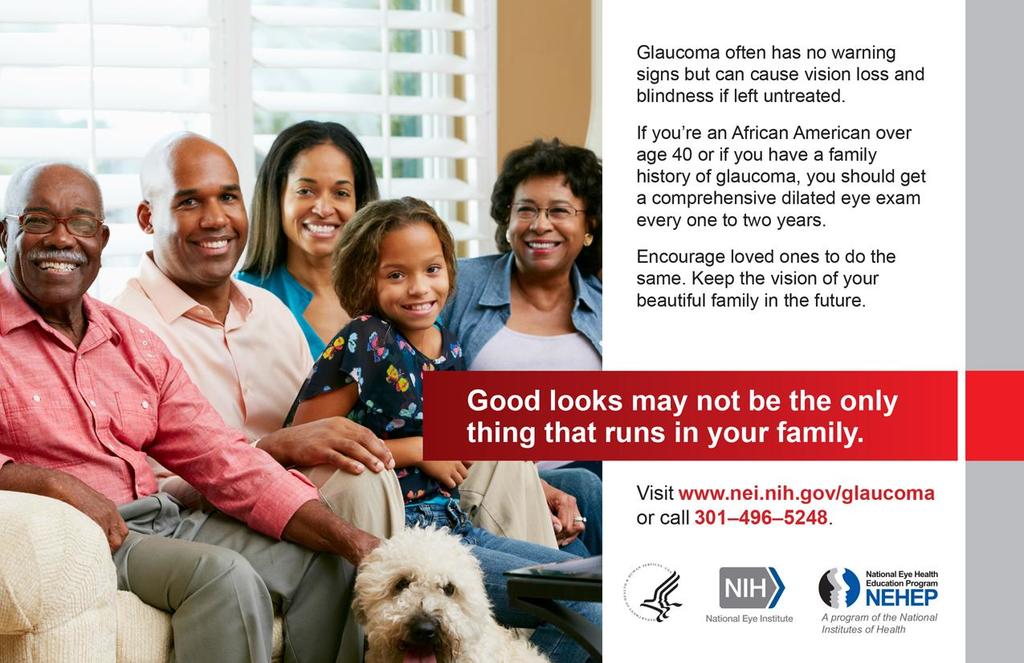 Glaucoma often has no warning
signs but can cause vision loss and
blindness if left untreated.
If you’re an African American over
age 40 or if you have a family
history of glaucoma, you should get
a comprehensive dilated eye exam
every one to two years.
Encourage loved ones to do the
same. Keep the vision of your
beautiful family in the future.
Good looks may not be the only
thing that runs in your family.
Visit www.nei.nih.gov/glaucoma
or call 301–496–5248.
NIH
National Eye Institute
National Eye Health
Education Program
NEHEP
A program of the National
Institutes of Health